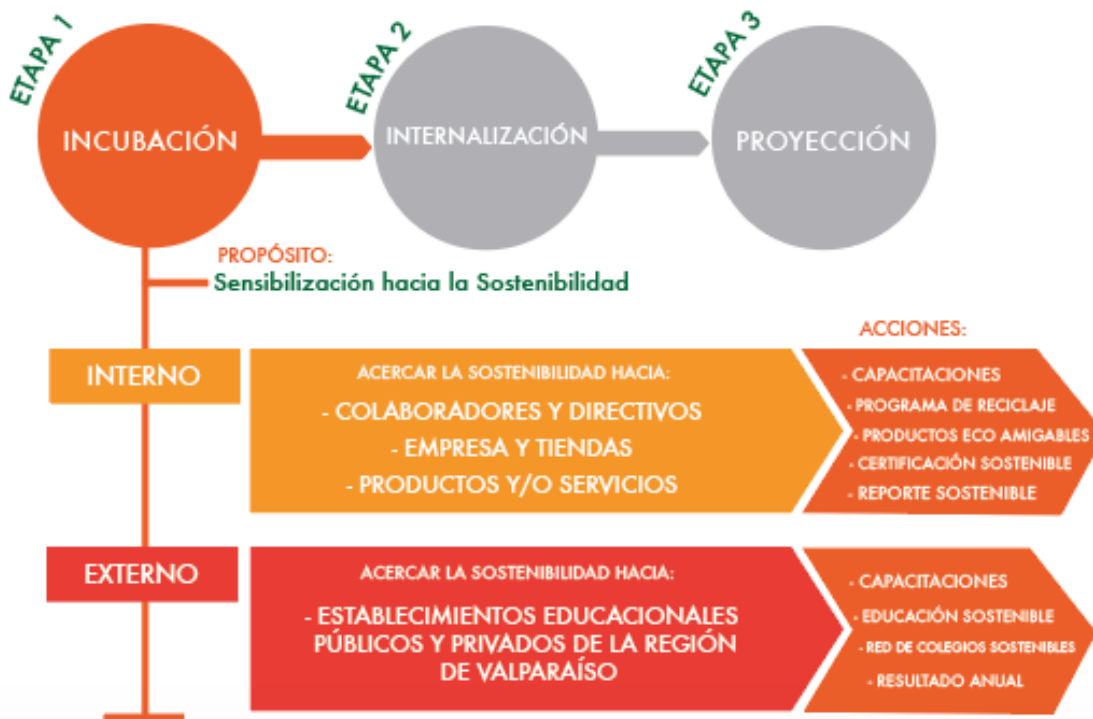 ETAPA 1
INCUBACIÓN
ETAPA 2
INTERNALIZACIÓN
ETAPA 3
PROYECCIÓN
PROPÓSITO:
Sensibilización hacia la Sostenibilidad
ACCIONES:
INTERNO
ACERCAR LA SOSTENIBILIDAD HACIA:
- COLABORADORES Y DIRECTIVOS
- EMPRESA Y TIENDAS
- PRODUCTOS Y/O SERVICIOS
- CAPACITACIONES
- PROGRAMA DE RECICLAJE
- PRODUCTOS ECO AMIGABLES
- CERTIFICACIÓN SOSTENIBLE
- REPORTE SOSTENIBLE
EXTERNO
ACERCAR LA SOSTENIBILIDAD HACIA:
- ESTABLECIMIENTOS EDUCACIONALES
PÚBLICOS Y PRIVADOS DE LA REGIÓN
DE VALPARAÍSO
- CAPACITACIONES
- EDUCACIÓN SOSTENIBLE
- RED DE COLEGIOS SOSTENIBLES
- RESULTADO ANUAL